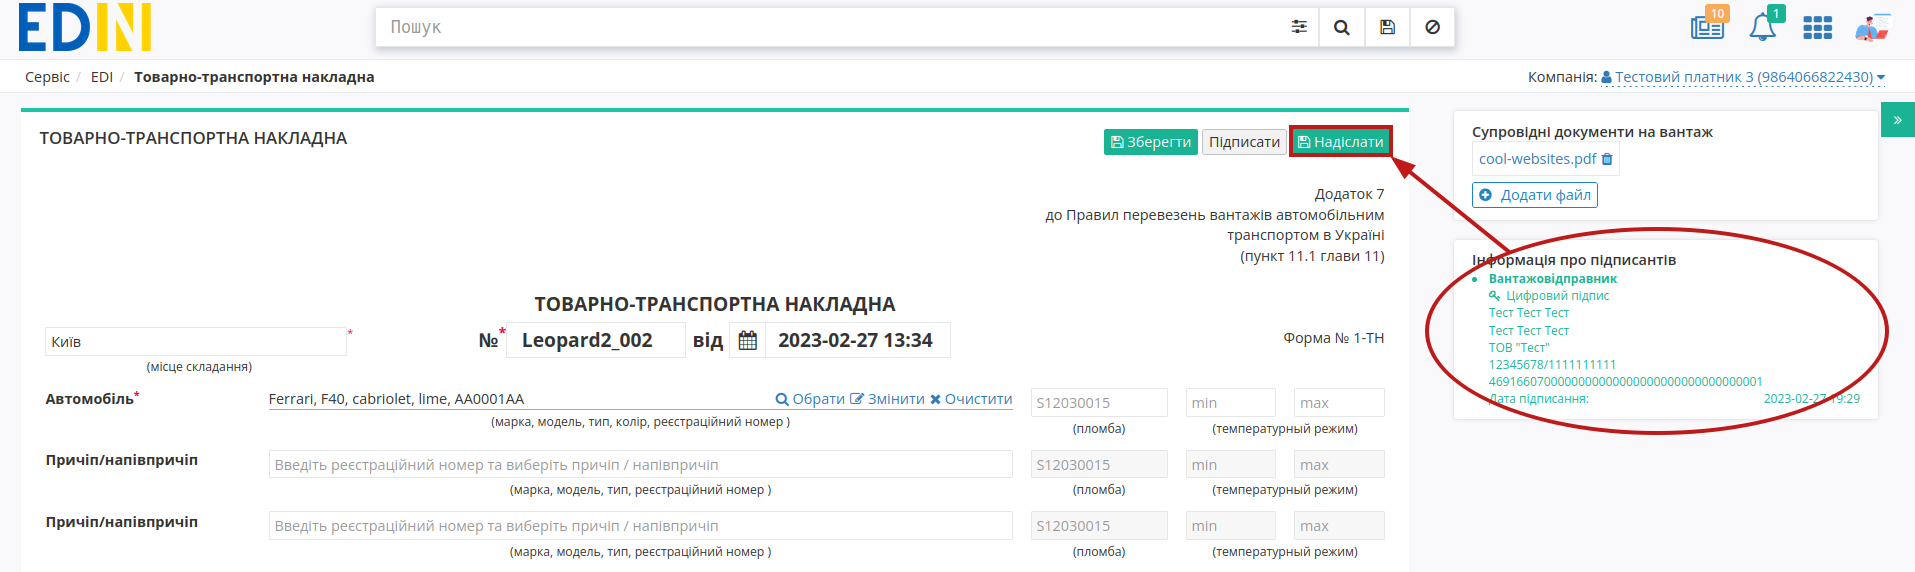 EDIN
Пошук
10
1
Сервіс / EDI / Товарно-транспортна накладна
Компанія: Тестовий платник 3 (9864066822430)
ТОВАРНО-ТРАНСПОРТНА НАКЛАДНА
Зберегти Підписати Надіслати
Додаток 7
до Правил перевезень вантажів автомобільним
транспортом в Україні
(пункт 11.1 глави 11)
ТОВАРНО-ТРАНСПОРТНА НАКЛАДНА
Київ * № * Leopard2_002 від 2023-02-27 13:34 Форма № 1-ТН
(місце складання)
Автомобіль* Ferrari, F40, cabriolet, lime, AA0001AA Обрати Змінити Очистити S12030015 min max
(марка, модель, тип, колір, реєстраційний номер ) (пломба) (температурный режим)
Причіп/напівпричіп Введіть реєстраційний номер та виберіть причіп / напівпричіп S12030015 min max
(марка, модель, тип, реєстраційний номер ) (пломба) (температурный режим)
Причіп/напівпричіп Введіть реєстраційний номер та виберіть причіп / напівпричіп S12030015 min max
(марка, модель, тип, реєстраційний номер ) (пломба) (температурный режим)
»
Супровідні документи на вантаж
cool-websites.pdf
Додати файл
Інформація про підписантів
Вантажовідправник
Цифровий підпис
Тест Тест Тест
Тест Тест Тест
ТОВ "Тест"
12345678/1111111111
Дата підписання: 2023-02-27 19:29